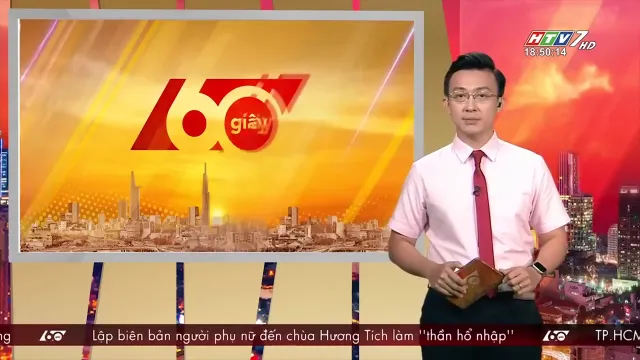 HTV7 HD
18:50:14
60 giây
ng 60 Lập biên bản người phụ nữ đến chùa Hương Tích làm "thần hổ nhập" 60 TP.HCM